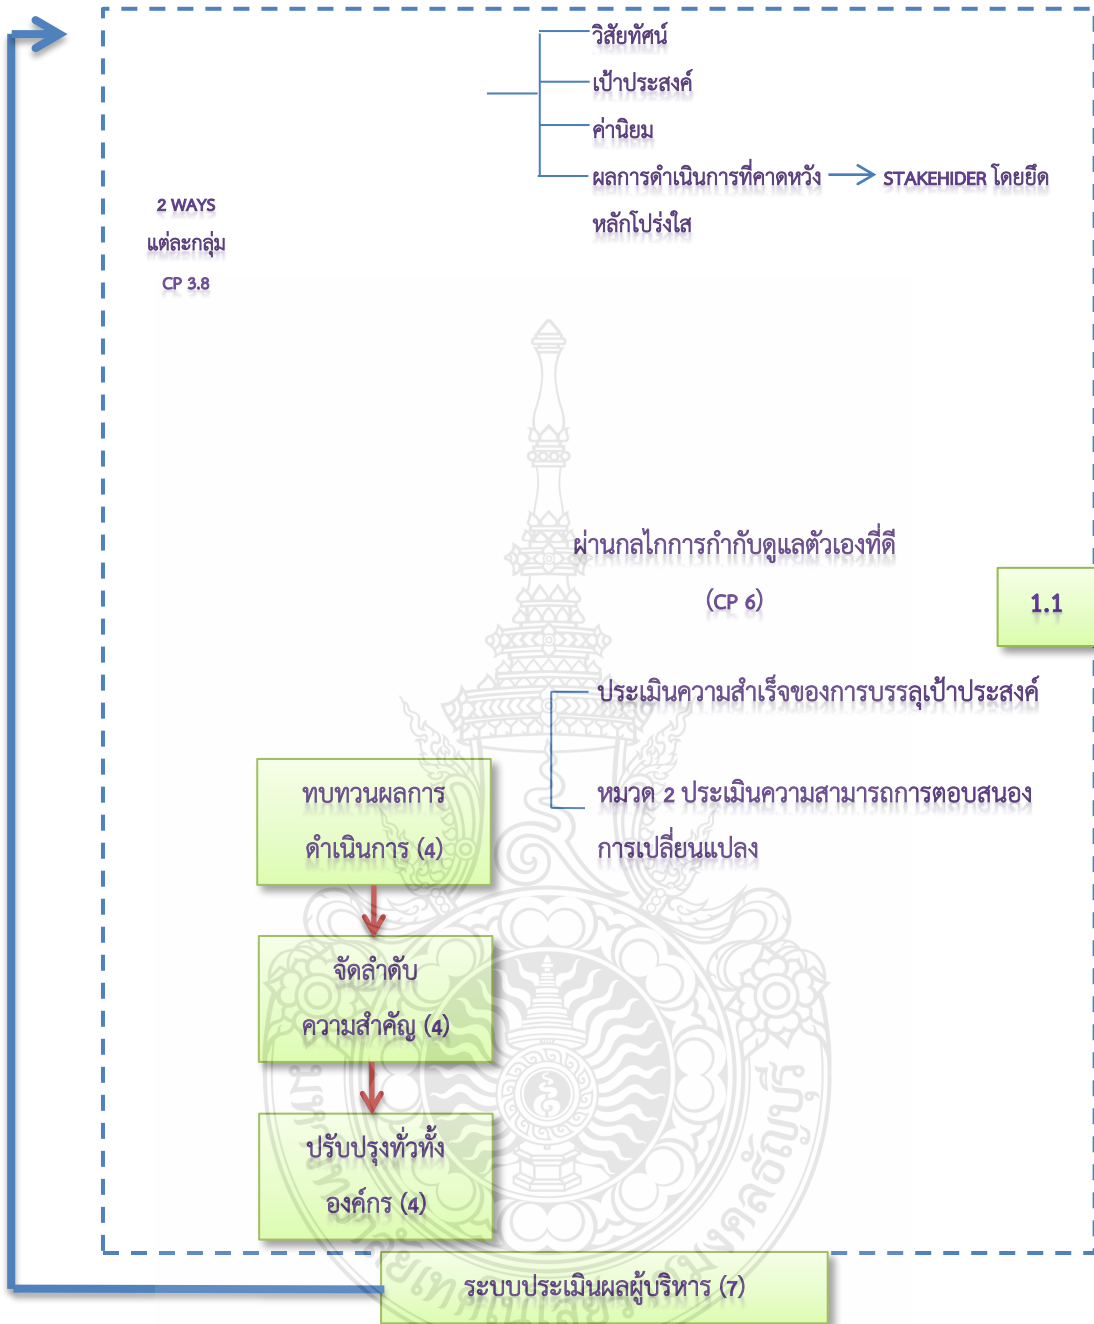 วิสัยทัศน์
เป้าประสงค์
ค่านิยม
ผลการดำเนินการที่คาดหวัง
STAKEHIDER โดยยึด
หลักโปร่งใส
2 WAYS
แต่ละกลุ่ม
CP 3.8
ผ่านกลไกการกำกับดูแลตัวเองที่ดี
(CP 6)
1.1
ประเมินความสำเร็จของการบรรลุเป้าประสงค์
หมวด 2 ประเมินความสามารถการตอบสนอง
การเปลี่ยนแปลง
ทบทวนผลการ
ดำเนินการ (4)
จัดลำดับ
ความสำคัญ (4)
ปรับปรุงทั่วทั้ง
องค์กร (4)
ระบบประเมินผลผู้บริหาร (7)